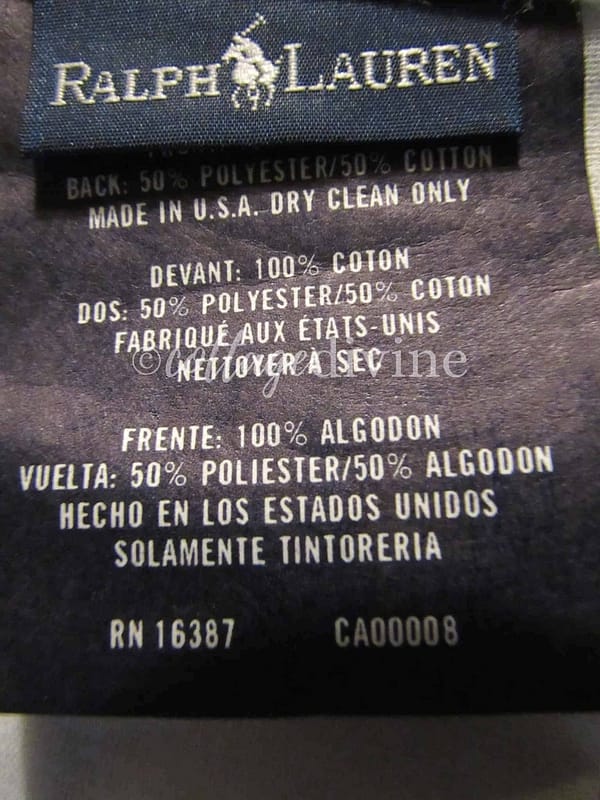 RALPH LAUREN
BACK: 50% POLYESTER/50% COTTON
MADE IN U.S.A. DRY CLEAN ONLY
DEVANT: 100% COTON
DOS: 50% POLYESTER/50% COTON
FABRIQUÉ AUX ÉTATS-UNIS
©cottagedivine
NETTOYER À SEC
FRENTE: 100% ALGODON
VUELTA: 50% POLIESTER/50% ALGODON
HECHO EN LOS ESTADOS UNIDOS
SOLAMENTE TINTORERIA
RN 16387 CA00008